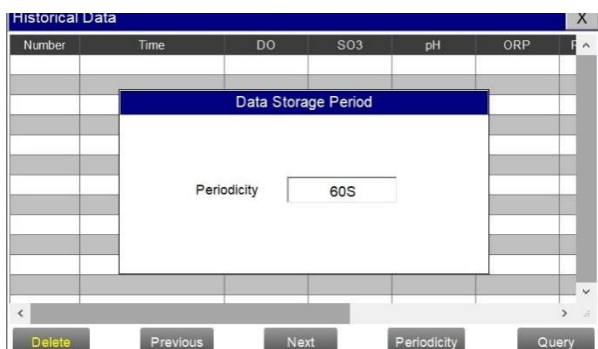 Historical Data X
Number Time DO SO3 pH ORP
Data Storage Period
Periodicity 60S
Delete Previous Next Periodicity Query